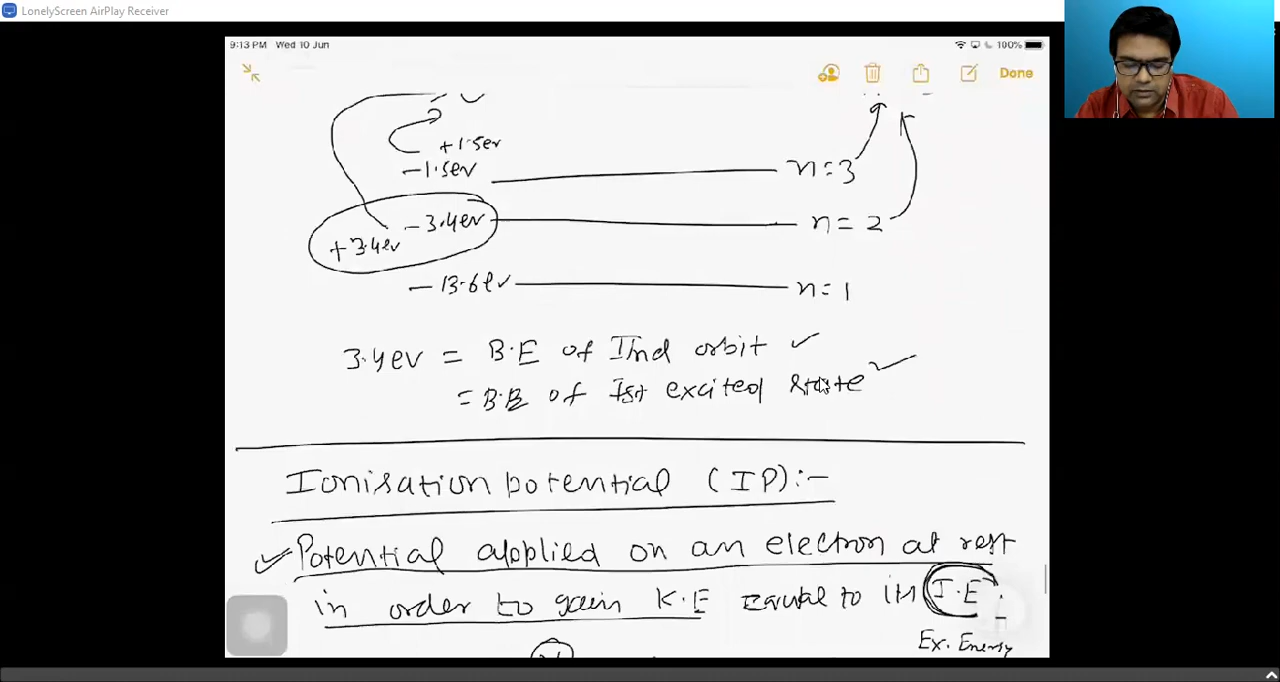 LonelyScreen AirPlay Receiver
9:13 PM Wed 10 Jun
100%
Done
+1.5ev
-1.5ev n=3
-3.4ev n=2
+3.4ev
-13.6ev n=1
3.4ev = B.E of IInd orbit
= B.E of Ist excited state
Ionisation potential (IP):-
Potential applied on an electron at rest
in order to gain K.E Equal to its I.E.
Ex. Energy